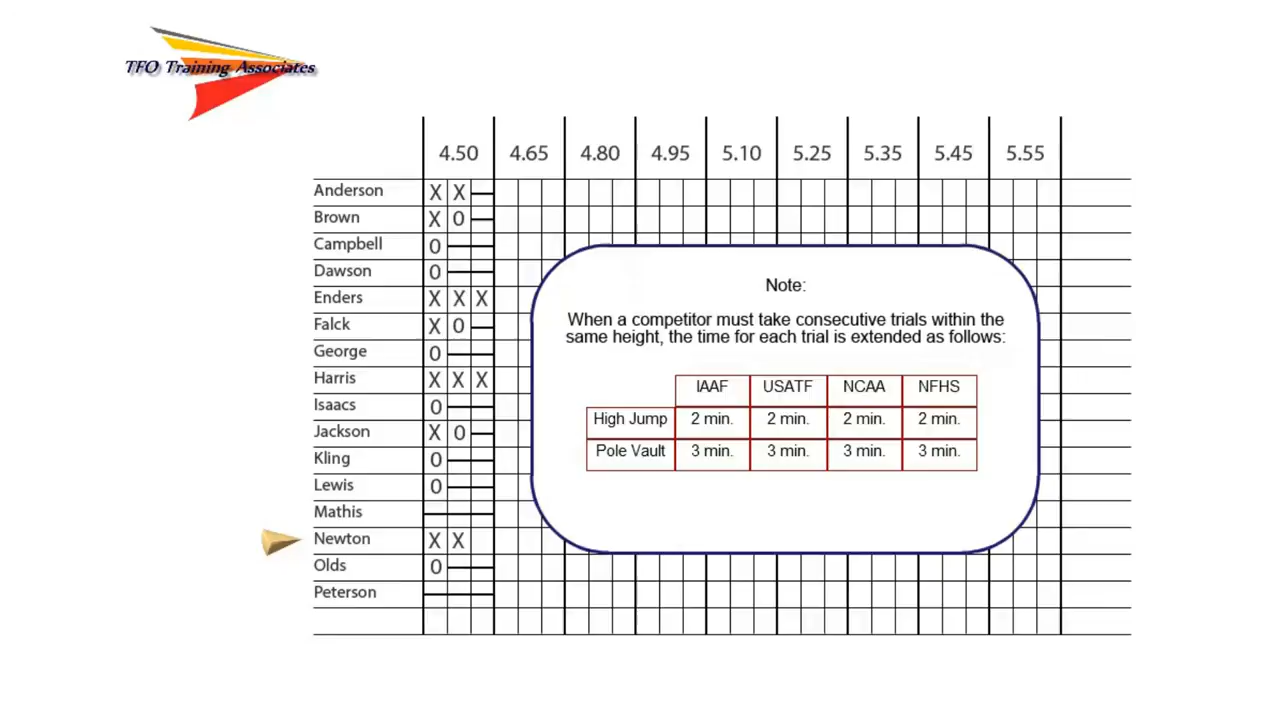 TFO Training Associates
4.50 4.65 4.80 4.95 5.10 5.25 5.35 5.45 5.55
Anderson X X —
Brown X O —
Campbell O —
Dawson O —
Enders X X X
Falck X O —
George O —
Harris X X X
Isaacs O —
Jackson X O —
Kling O —
Lewis O —
Mathis —
Newton X X
Olds O —
Peterson —
Note:
When a competitor must take consecutive trials within the
same height, the time for each trial is extended as follows:
IAAF USATF NCAA NFHS
High Jump 2 min. 2 min. 2 min. 2 min.
Pole Vault 3 min. 3 min. 3 min. 3 min.